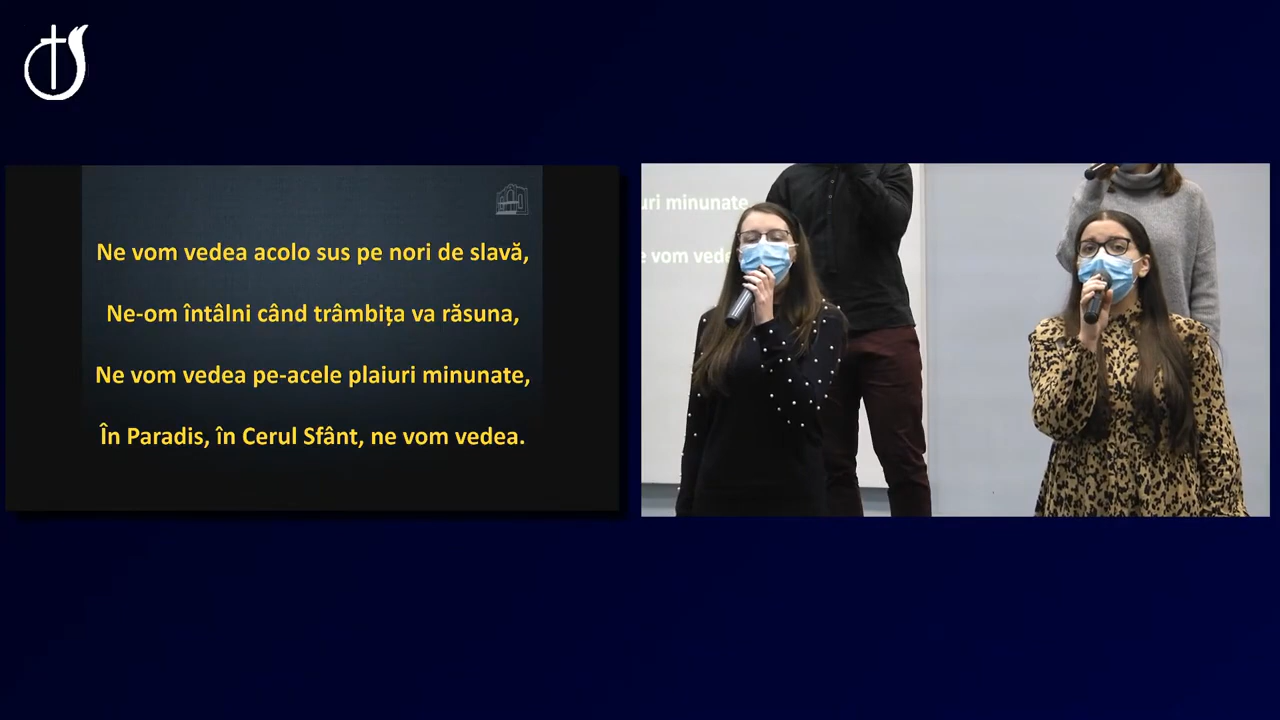 Ne vom vedea acolo sus pe nori de slavă,
Ne-om întâlni când trâmbița va răsuna,
Ne vom vedea pe-acele plaiuri minunate,
În Paradis, în Cerul Sfânt, ne vom vedea.
minunate,
vom